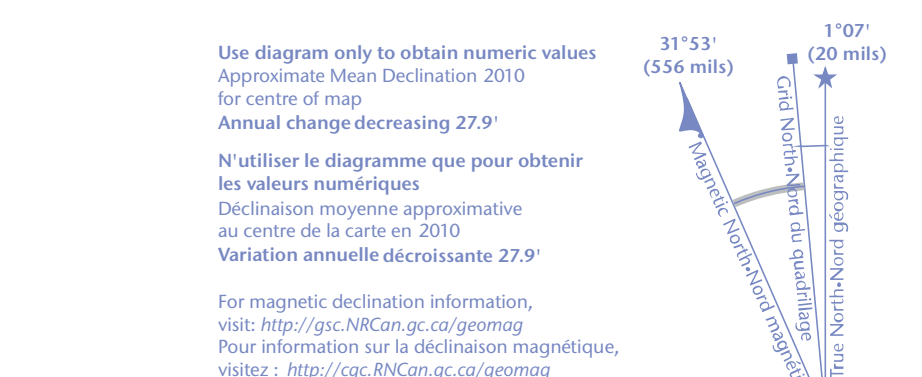 Use diagram only to obtain numeric values
Approximate Mean Declination 2010
for centre of map
Annual change decreasing 27.9'
N'utiliser le diagramme que pour obtenir
les valeurs numériques
Déclinaison moyenne approximative
au centre de la carte en 2010
Variation annuelle décroissante 27.9'
For magnetic declination information,
visit: http://gsc.NRCan.gc.ca/geomag
Pour information sur la déclinaison magnétique,
visitez : http://cgc.RNCan.gc.ca/geomag
31°53'
(556 mils)
1°07'
(20 mils)
Magnetic North•Nord magnéti
Grid North•Nord du quadrillage
True North•Nord géographique